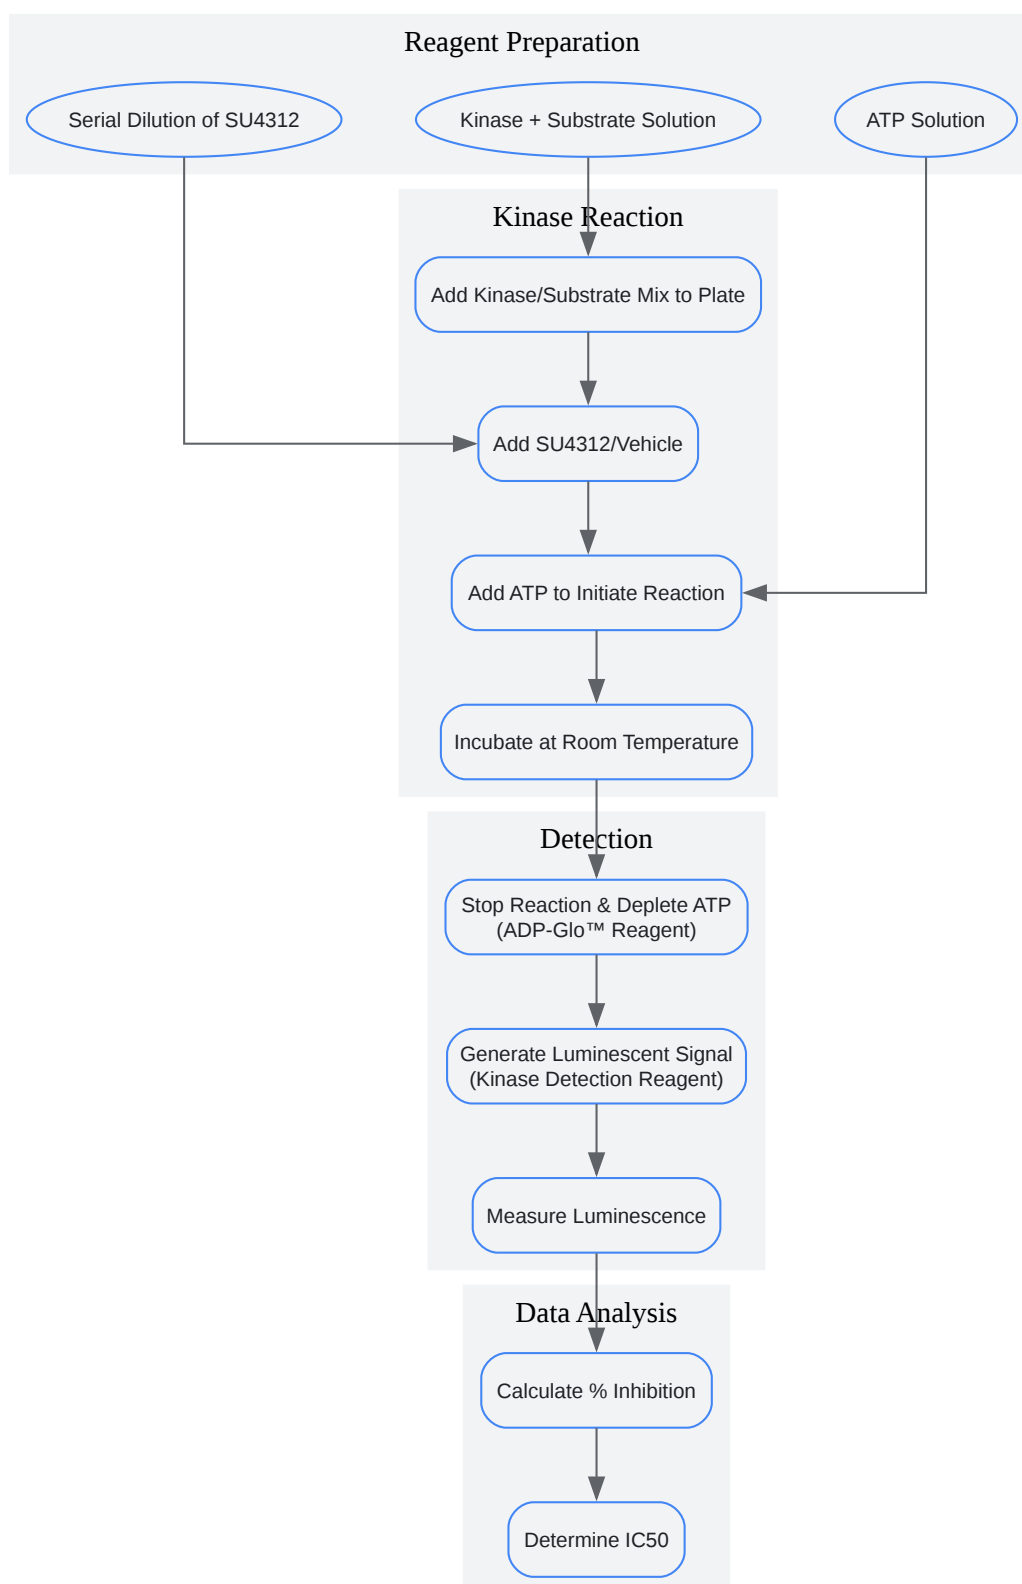 Reagent Preparation
Serial Dilution of SU4312
Kinase + Substrate Solution
ATP Solution
Kinase Reaction
Add Kinase/Substrate Mix to Plate
Add SU4312/Vehicle
Add ATP to Initiate Reaction
Incubate at Room Temperature
Detection
Stop Reaction & Deplete ATP
(ADP-Glo™ Reagent)
Generate Luminescent Signal
(Kinase Detection Reagent)
Measure Luminescence
Data Analysis
Calculate % Inhibition
Determine IC50